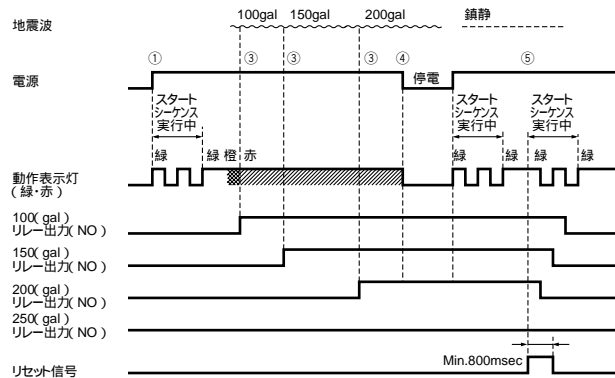 地震波
100gal 150gal 200gal 鎮静
① ③ ③ ③ ④ ⑤
電源
停電
スタート
シーケンス
実行中
スタート
シーケンス
実行中
スタート
シーケンス
実行中
緑 緑 橙 赤 緑 緑 緑 緑
動作表示灯
(緑・赤)
100(gal)
リレー出力(NO)
150(gal)
リレー出力(NO)
200(gal)
リレー出力(NO)
250(gal)
リレー出力(NO)
Min.800msec
リセット信号